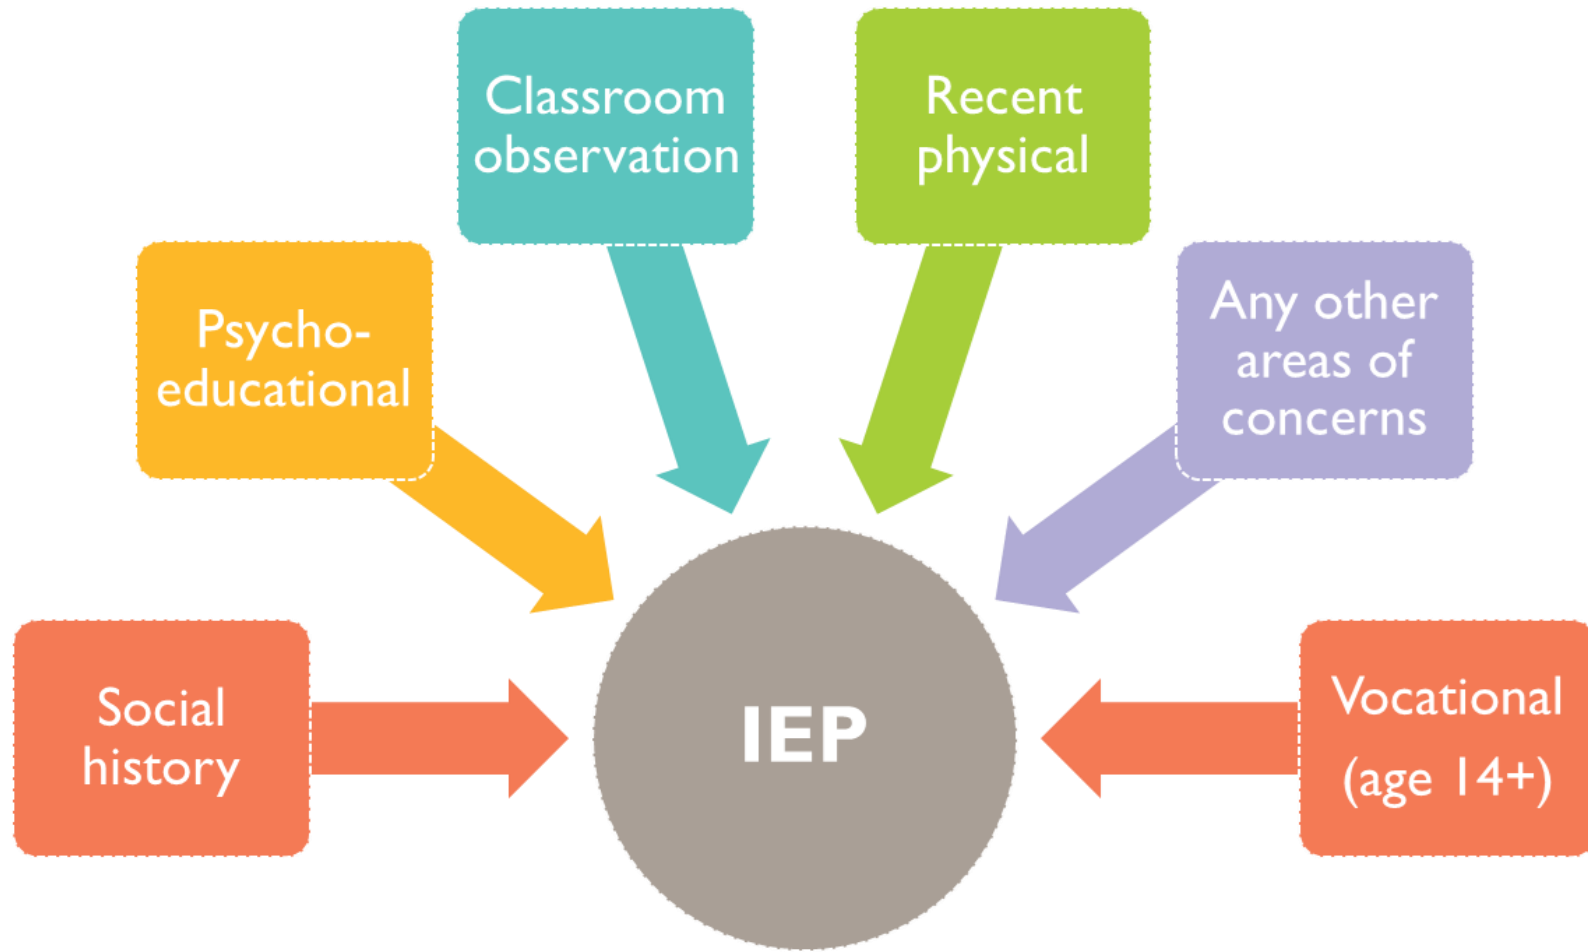 Classroom
observation
Recent
physical
Psycho-
educational
Any other
areas of
concerns
Social
history
IEP
Vocational
(age 14+)